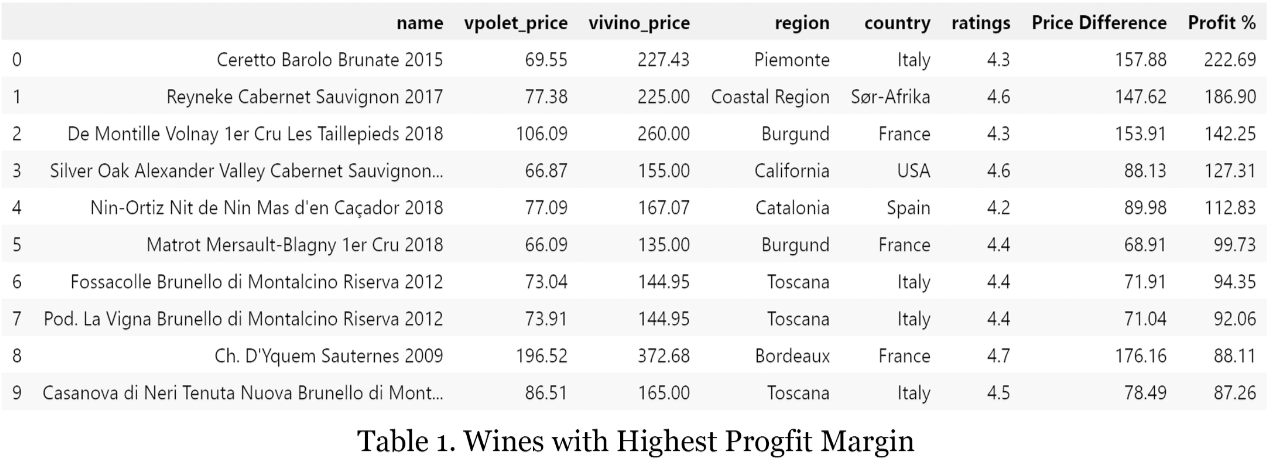 name vpolet_price vivino_price region country ratings Price Difference Profit %
0 Ceretto Barolo Brunate 2015 69.55 227.43 Piemonte Italy 4.3 157.88 222.69
1 Reyneke Cabernet Sauvignon 2017 77.38 225.00 Coastal Region Sør-Afrika 4.6 147.62 186.90
2 De Montille Volnay 1er Cru Les Taillepieds 2018 106.09 260.00 Burgund France 4.3 153.91 142.25
3 Silver Oak Alexander Valley Cabernet Sauvignon... 66.87 155.00 California USA 4.6 88.13 127.31
4 Nin-Ortiz Nit de Nin Mas d'en Caçador 2018 77.09 167.07 Catalonia Spain 4.2 89.98 112.83
5 Matrot Mersault-Blagny 1er Cru 2018 66.09 135.00 Burgund France 4.4 68.91 99.73
6 Fossacolle Brunello di Montalcino Riserva 2012 73.04 144.95 Toscana Italy 4.4 71.91 94.35
7 Pod. La Vigna Brunello di Montalcino Riserva 2012 73.91 144.95 Toscana Italy 4.4 71.04 92.06
8 Ch. D'Yquem Sauternes 2009 196.52 372.68 Bordeaux France 4.7 176.16 88.11
9 Casanova di Neri Tenuta Nuova Brunello di Mont... 86.51 165.00 Toscana Italy 4.5 78.49 87.26
Table 1. Wines with Highest Progfit Margin